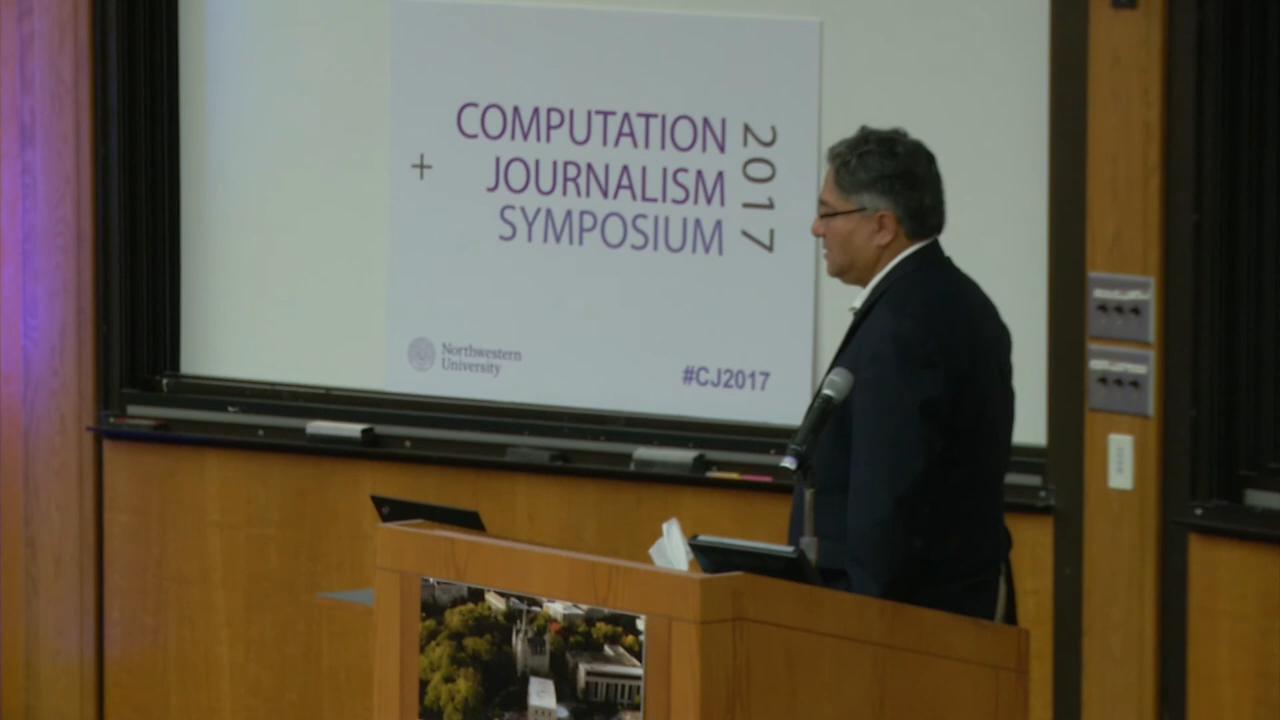 COMPUTATION
+ JOURNALISM
SYMPOSIUM
2017
Northwestern
University
#CJ2017